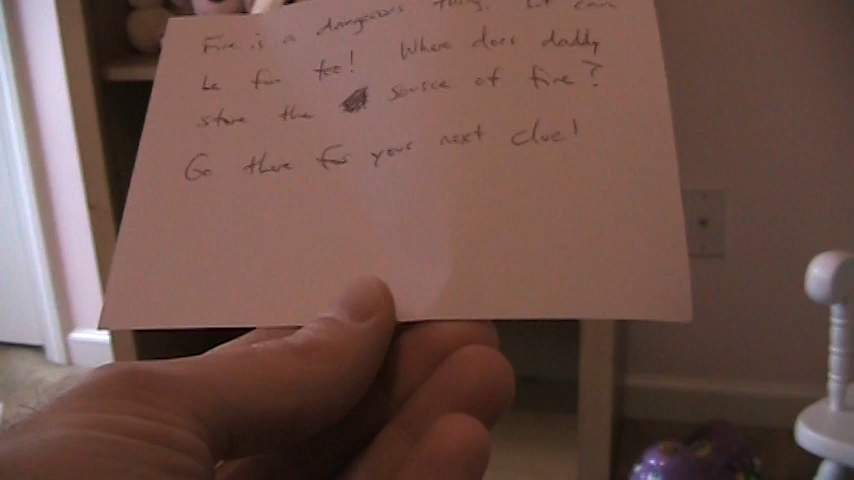 Fire is a dangerous thing. It can
be fun too! Where does daddy
store the source of fire?
Go there for your next clue!